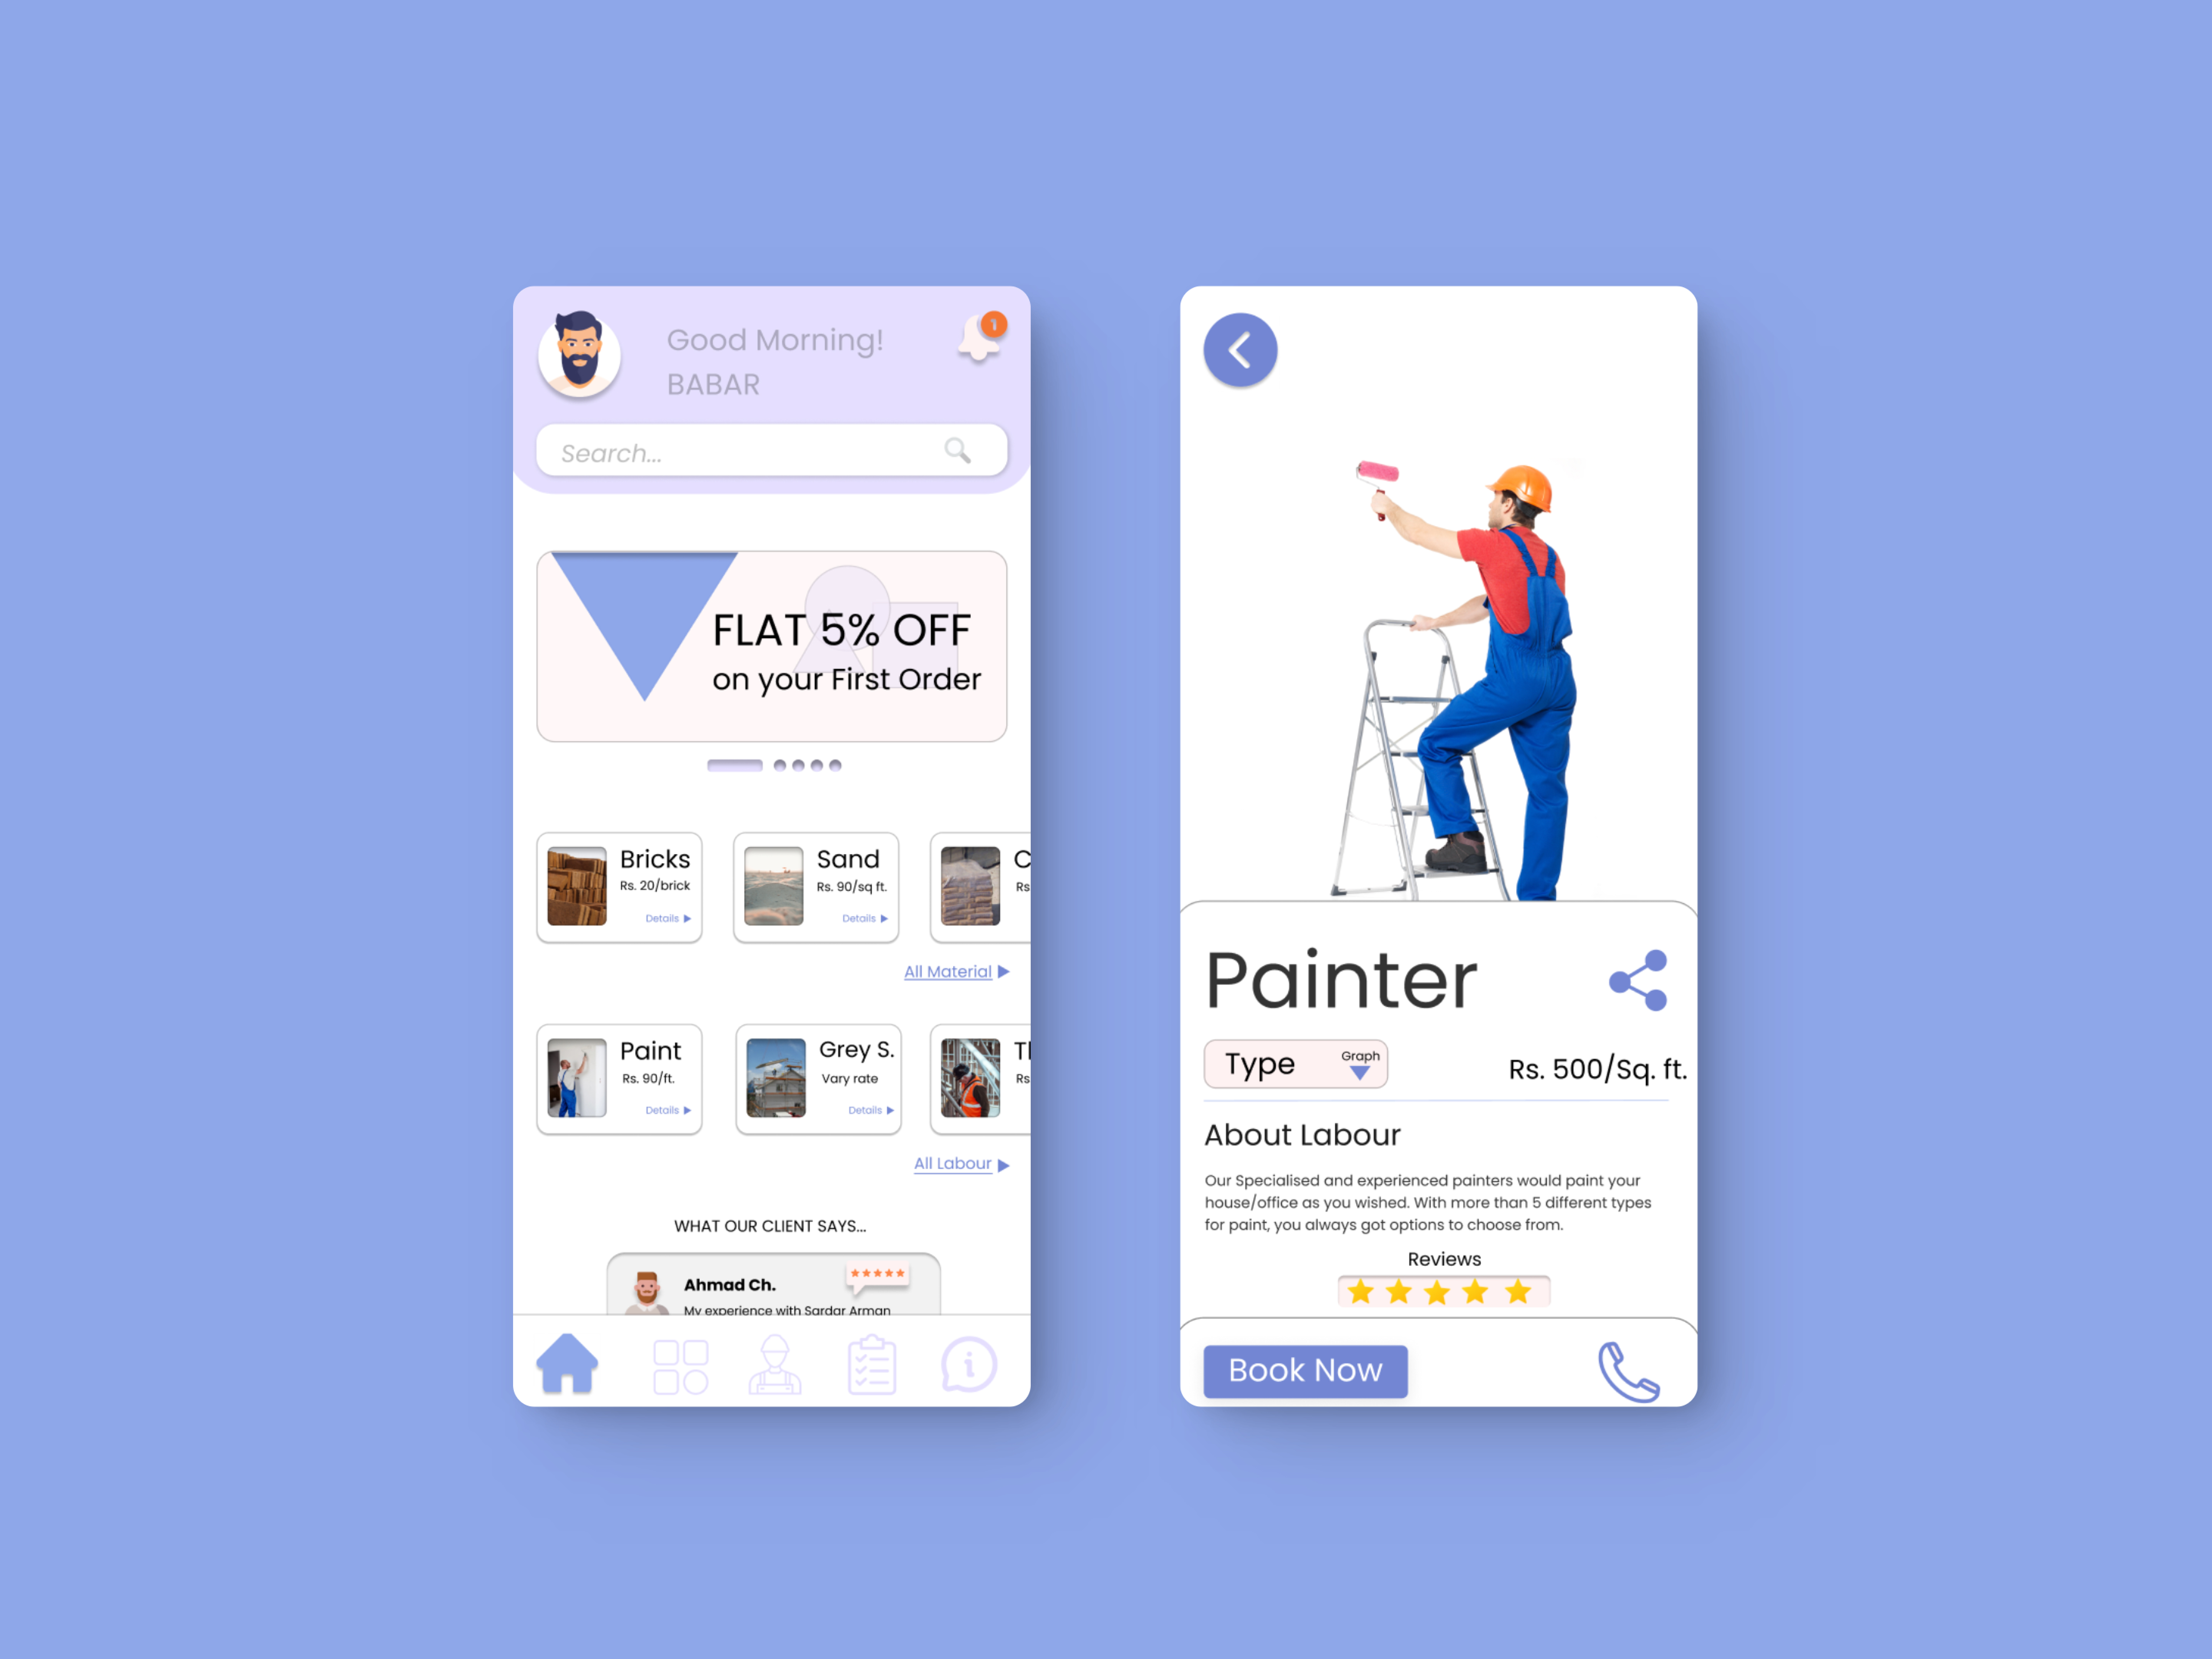 Good Morning!
BABAR
1
Search...
FLAT 5% OFF
on your First Order
Bricks
Rs. 20/brick
Details
Sand
Rs. 90/sq ft.
Details
C
Rs
All Material
Paint
Rs. 90/ft.
Details
Grey S.
Vary rate
Details
Rs
All Labour
WHAT OUR CLIENT SAYS...
Ahmad Ch.
My experience with Sardar Arman
Painter
Type
Graph
Rs. 500/Sq. ft.
About Labour
Our Specialised and experienced painters would paint your
house/office as you wished. With more than 5 different types
for paint, you always got options to choose from.
Reviews
Book Now